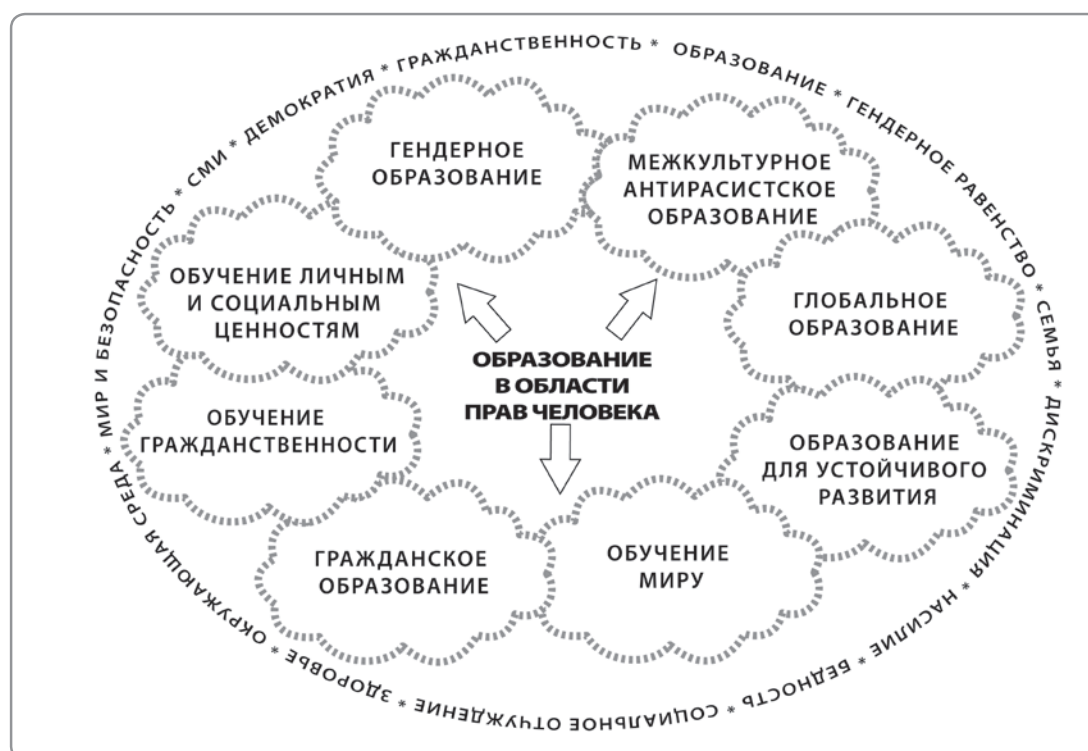 МИР И БЕЗОПАСНОСТЬ * СМИ * ДЕМОКРАТИЯ * ГРАЖДАНСТВЕННОСТЬ * ОБРАЗОВАНИЕ * ГЕНДЕРНОЕ РАВЕНСТВО * СЕМЬЯ * ДИСКРИМИНАЦИЯ * НАСИЛИЕ * БЕДНОСТЬ * СОЦИАЛЬНОЕ ОТЧУЖДЕНИЕ * ЗДОРОВЬЕ * ОКРУЖАЮЩАЯ СРЕДА *
ГЕНДЕРНОЕ
ОБРАЗОВАНИЕ
МЕЖКУЛЬТУРНОЕ
АНТИРАСИСТСКОЕ
ОБРАЗОВАНИЕ
ОБУЧЕНИЕ ЛИЧНЫМ
И СОЦИАЛЬНЫМ
ЦЕННОСТЯМ
ГЛОБАЛЬНОЕ
ОБРАЗОВАНИЕ
ОБРАЗОВАНИЕ
В ОБЛАСТИ
ПРАВ ЧЕЛОВЕКА
ОБУЧЕНИЕ
ГРАЖДАНСТВЕННОСТИ
ОБРАЗОВАНИЕ
ДЛЯ УСТОЙЧИВОГО
РАЗВИТИЯ
ГРАЖДАНСКОЕ
ОБРАЗОВАНИЕ
ОБУЧЕНИЕ
МИРУ